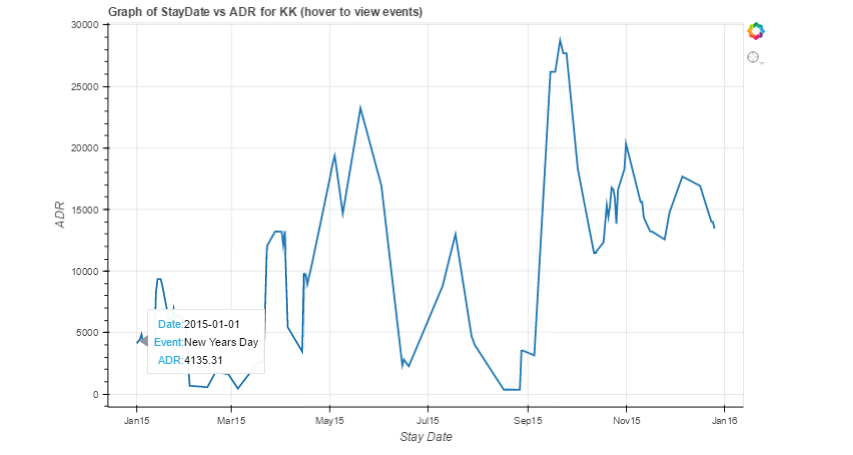 Graph of StayDate vs ADR for KK (hover to view events)
30000
25000
20000
15000
10000
5000
0
ADR
Date:2015-01-01
Event:New Years Day
ADR:4135.31
Jan15
Mar15
May15
Jul15
Sep15
Nov15
Jan16
Stay Date